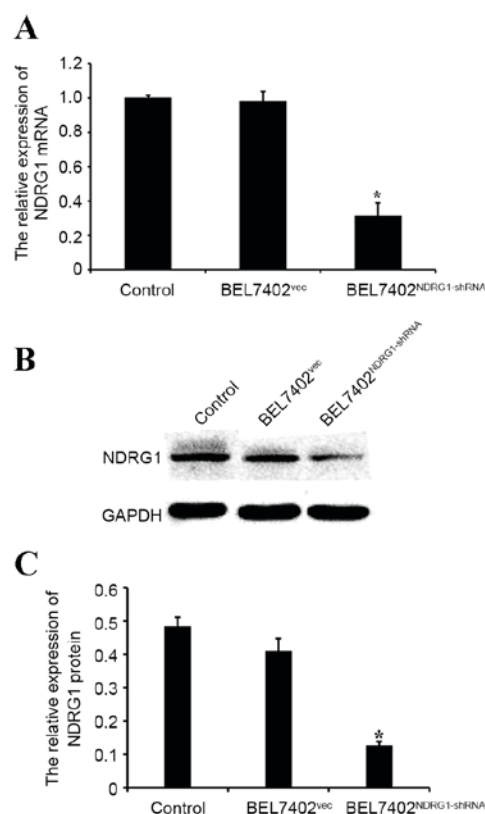 A
The relative expression of
NDRG1 mRNA
1.2
1.0
0.8
0.6
0.4
0.2
0
*
Control
BEL7402vec
BEL7402NDRG1-shRNA
B
Control
BEL7402vec
BEL7402NDRG1-shRNA
NDRG1
GAPDH
C
The relative expression of
NDRG1 protein
0.6
0.5
0.4
0.3
0.2
0.1
0
*
Control
BEL7402vec
BEL7402NDRG1-shRNA